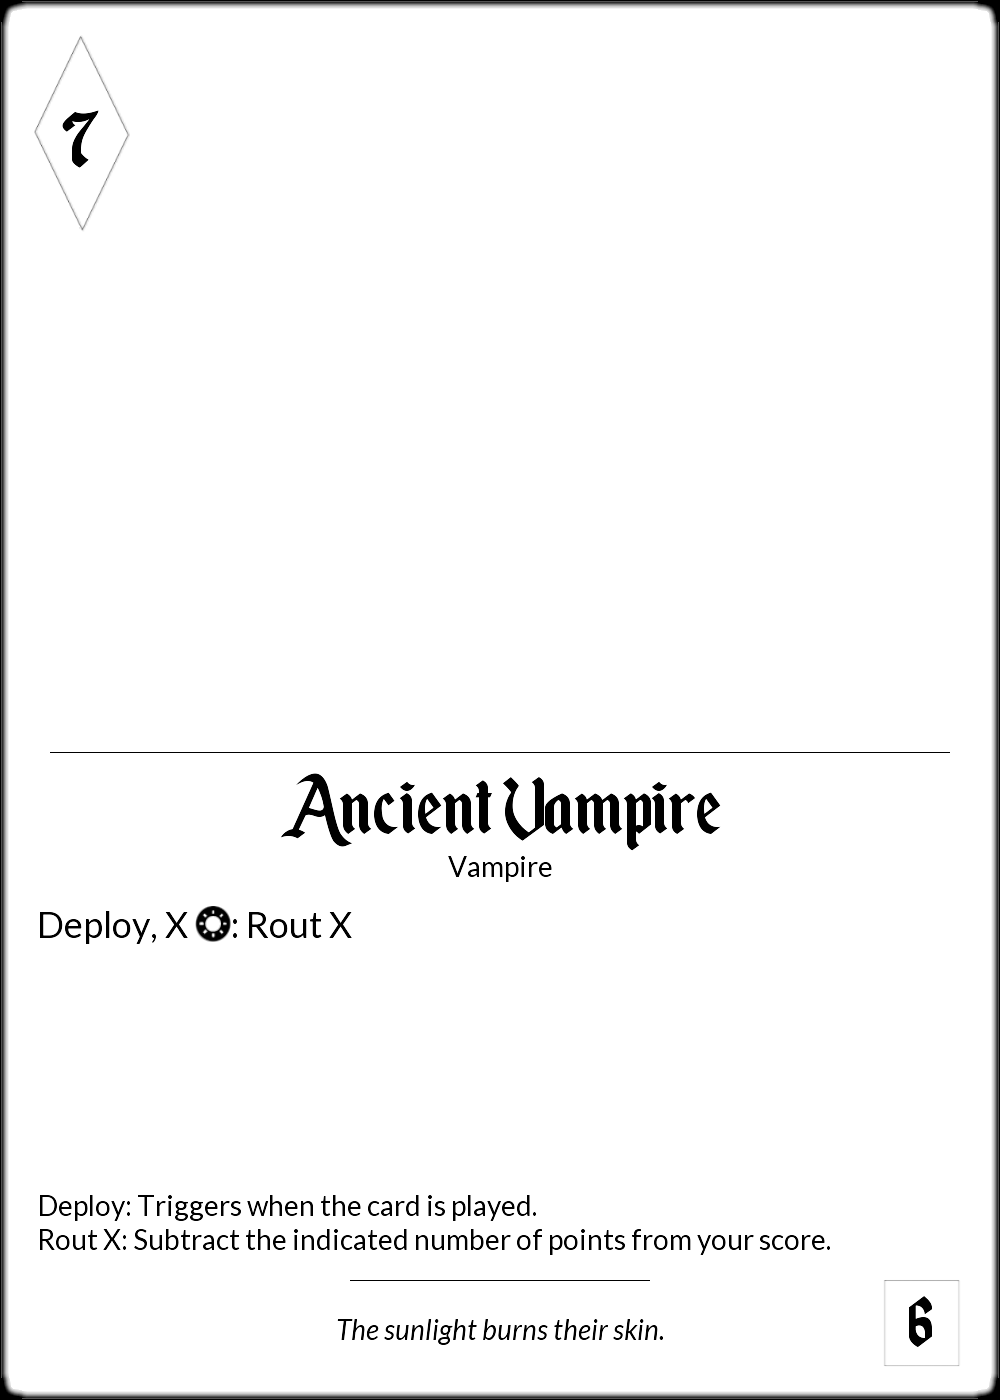 7
Ancient Vampire
Vampire
Deploy, X : Rout X
Deploy: Triggers when the card is played.
Rout X: Subtract the indicated number of points from your score.
The sunlight burns their skin.
6